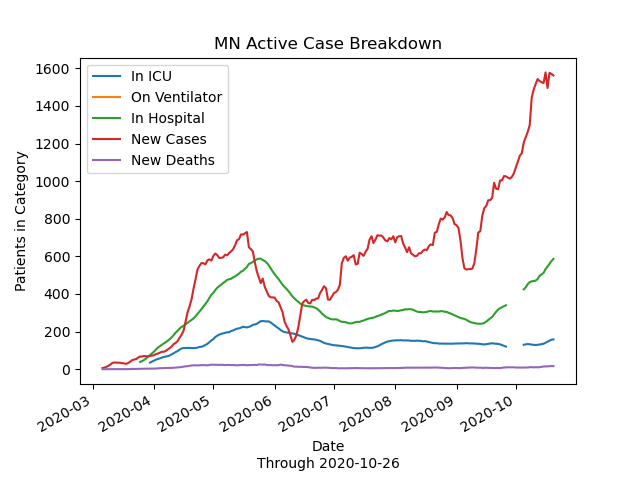 MN Active Case Breakdown
In ICU
On Ventilator
In Hospital
New Cases
New Deaths
Patients in Category
1600
1400
1200
1000
800
600
400
200
0
2020-03
2020-04
2020-05
2020-06
2020-07
2020-08
2020-09
2020-10
Date
Through 2020-10-26